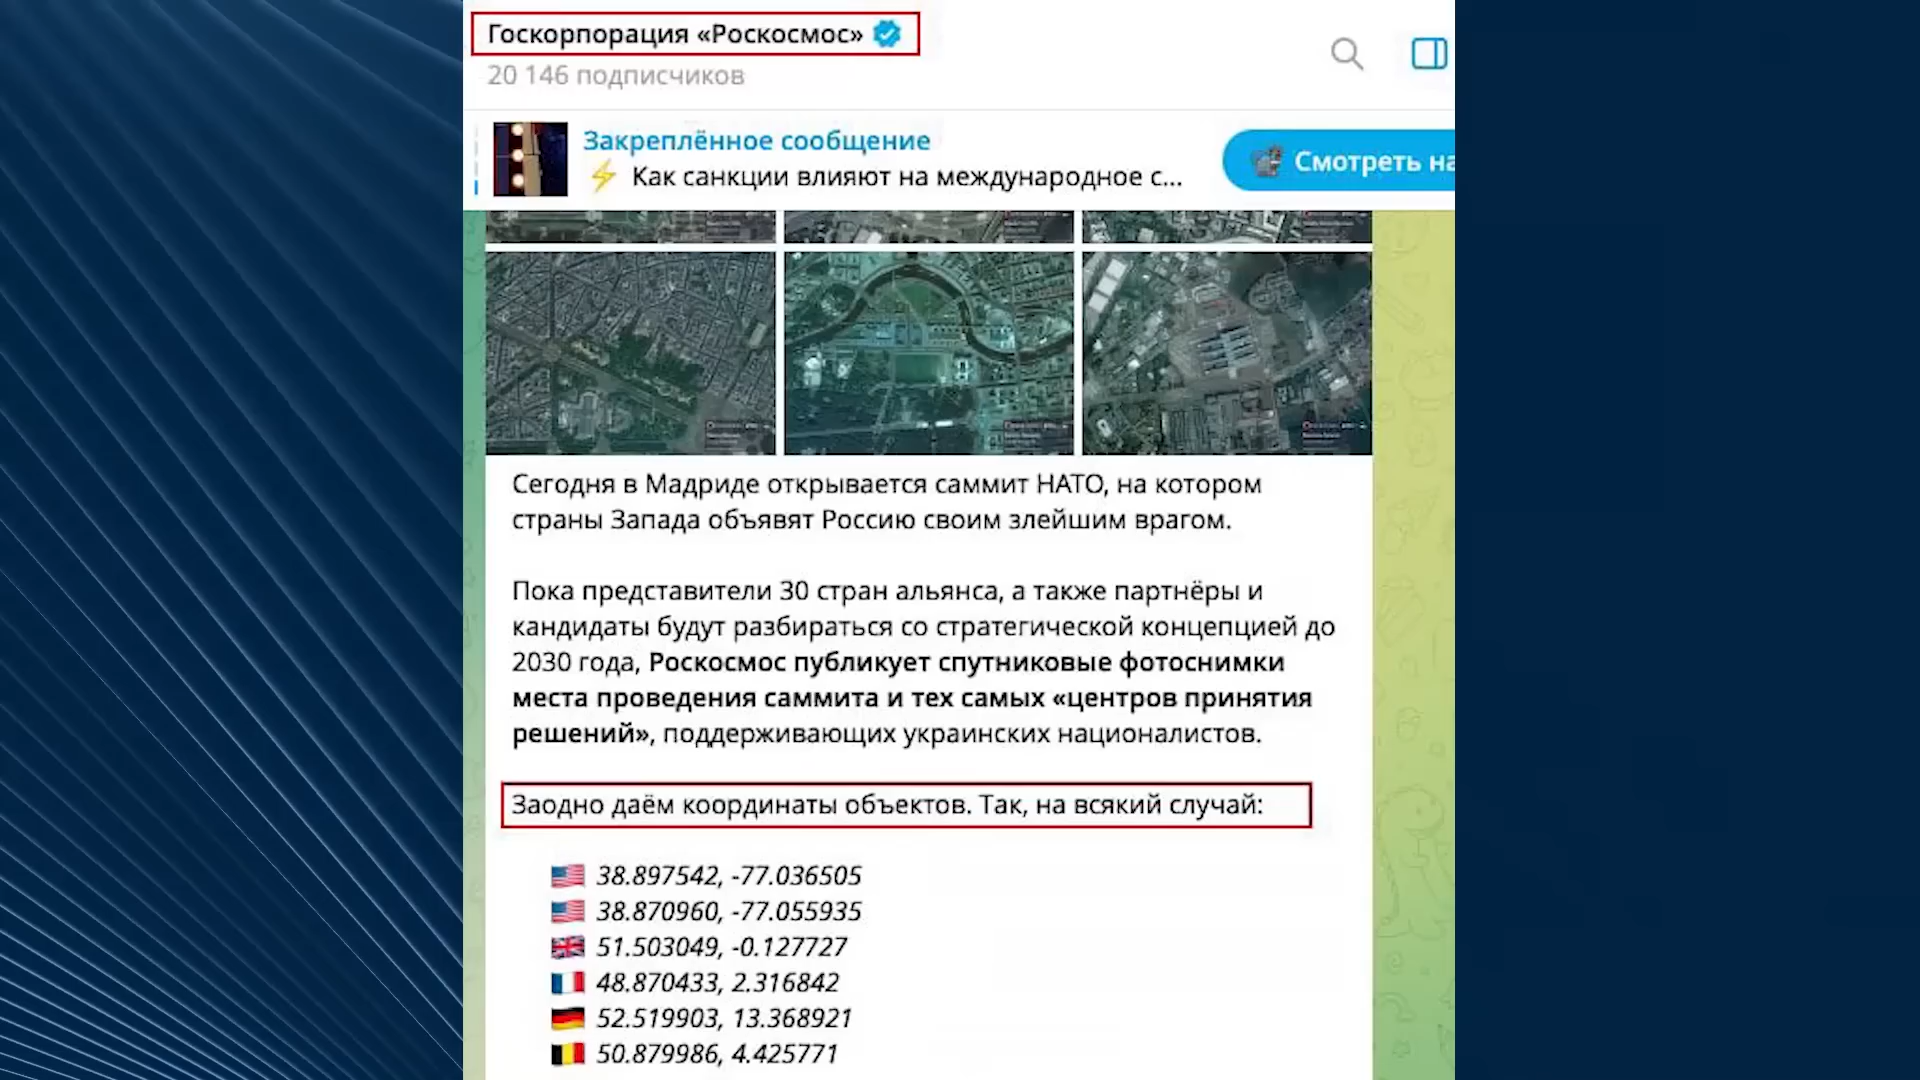 Госкорпорация «Роскосмос»
20 146 подписчиков
Закреплённое сообщение
⚡ Как санкции влияют на международное с...
Смотреть на
Сегодня в Мадриде открывается саммит НАТО, на котором
страны Запада объявят Россию своим злейшим врагом.
Пока представители 30 стран альянса, а также партнёры и
кандидаты будут разбираться со стратегической концепцией до
2030 года, Роскосмос публикует спутниковые фотоснимки
места проведения саммита и тех самых «центров принятия
решений», поддерживающих украинских националистов.
Заодно даём координаты объектов. Так, на всякий случай:
🇺🇸 38.897542, -77.036505
🇺🇸 38.870960, -77.055935
🇬🇧 51.503049, -0.127727
🇫🇷 48.870433, 2.316842
🇩🇪 52.519903, 13.368921
🇧🇪 50.879986, 4.425771